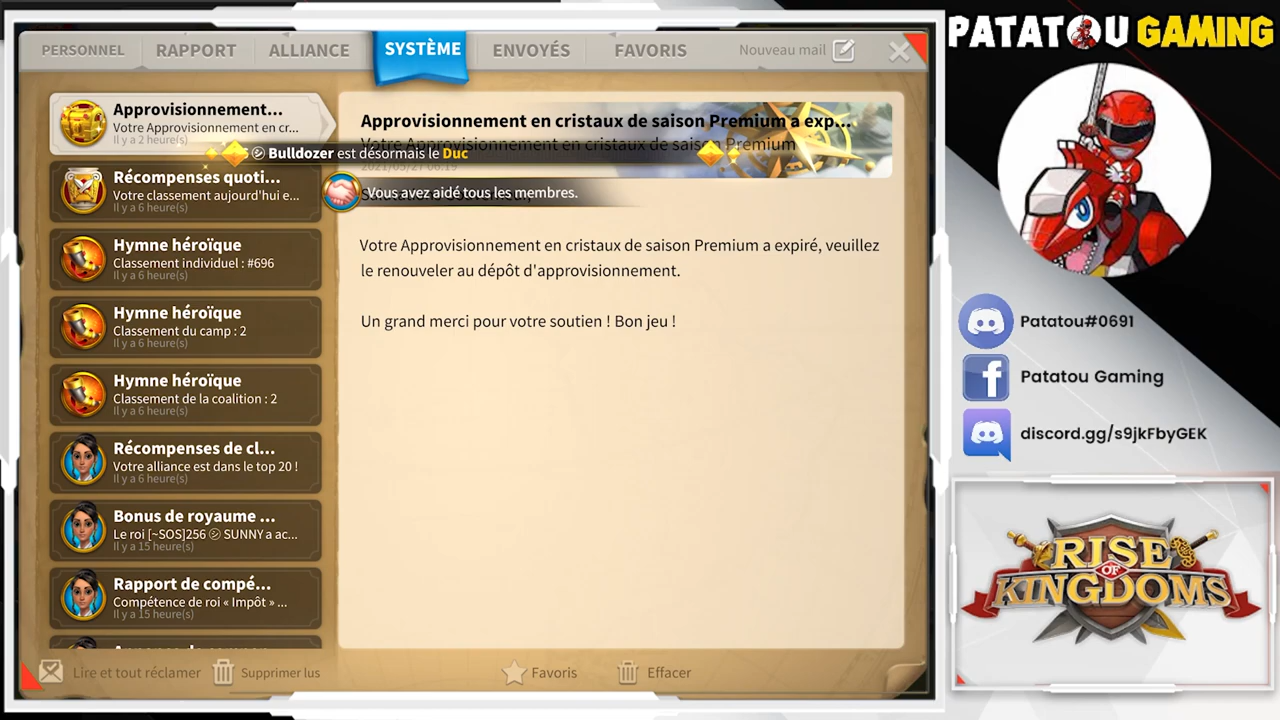 PERSONNEL
RAPPORT
ALLIANCE
SYSTÈME
ENVOYÉS
FAVORIS
Nouveau mail
Approvisionnement...
Votre Approvisionnement en cr...
Il y a 2 heure(s)
Récompenses quoti...
Votre classement aujourd'hui e...
Il y a 6 heure(s)
Hymne héroïque
Classement individuel : #696
Il y a 6 heure(s)
Hymne héroïque
Classement du camp : 2
Il y a 6 heure(s)
Hymne héroïque
Classement de la coalition : 2
Il y a 6 heure(s)
Récompenses de cl...
Votre alliance est dans le top 20 !
Il y a 6 heure(s)
Bonus de royaume ...
Le roi [~SOS]256 SUNNY a ac...
Il y a 15 heure(s)
Rapport de compé...
Compétence de roi « Impôt » ...
Il y a 15 heure(s)
Approvisionnement en cristaux de saison Premium a exp...
Votre Approvisionnement en cristaux de saison Premium
Bulldozer est désormais le Duc
Vous avez aidé tous les membres.
Votre Approvisionnement en cristaux de saison Premium a expiré, veuillez
le renouveler au dépôt d'approvisionnement.
Un grand merci pour votre soutien ! Bon jeu !
Lire et tout réclamer
Supprimer lus
Favoris
Effacer
PATATOU GAMING
Patatou#0691
Patatou Gaming
discord.gg/s9jkFbyGEK
RISE
OF
KINGDOMS